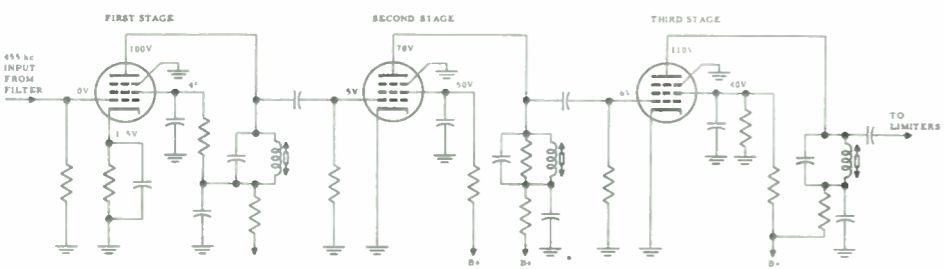 FIRST STAGE
SECOND STAGE
THIRD STAGE
455 kc
INPUT
FROM
FILTER
100V
0V
1.5V
70V
5V
50V
110V
40V
TO
LIMITERS
B+
B+
B+